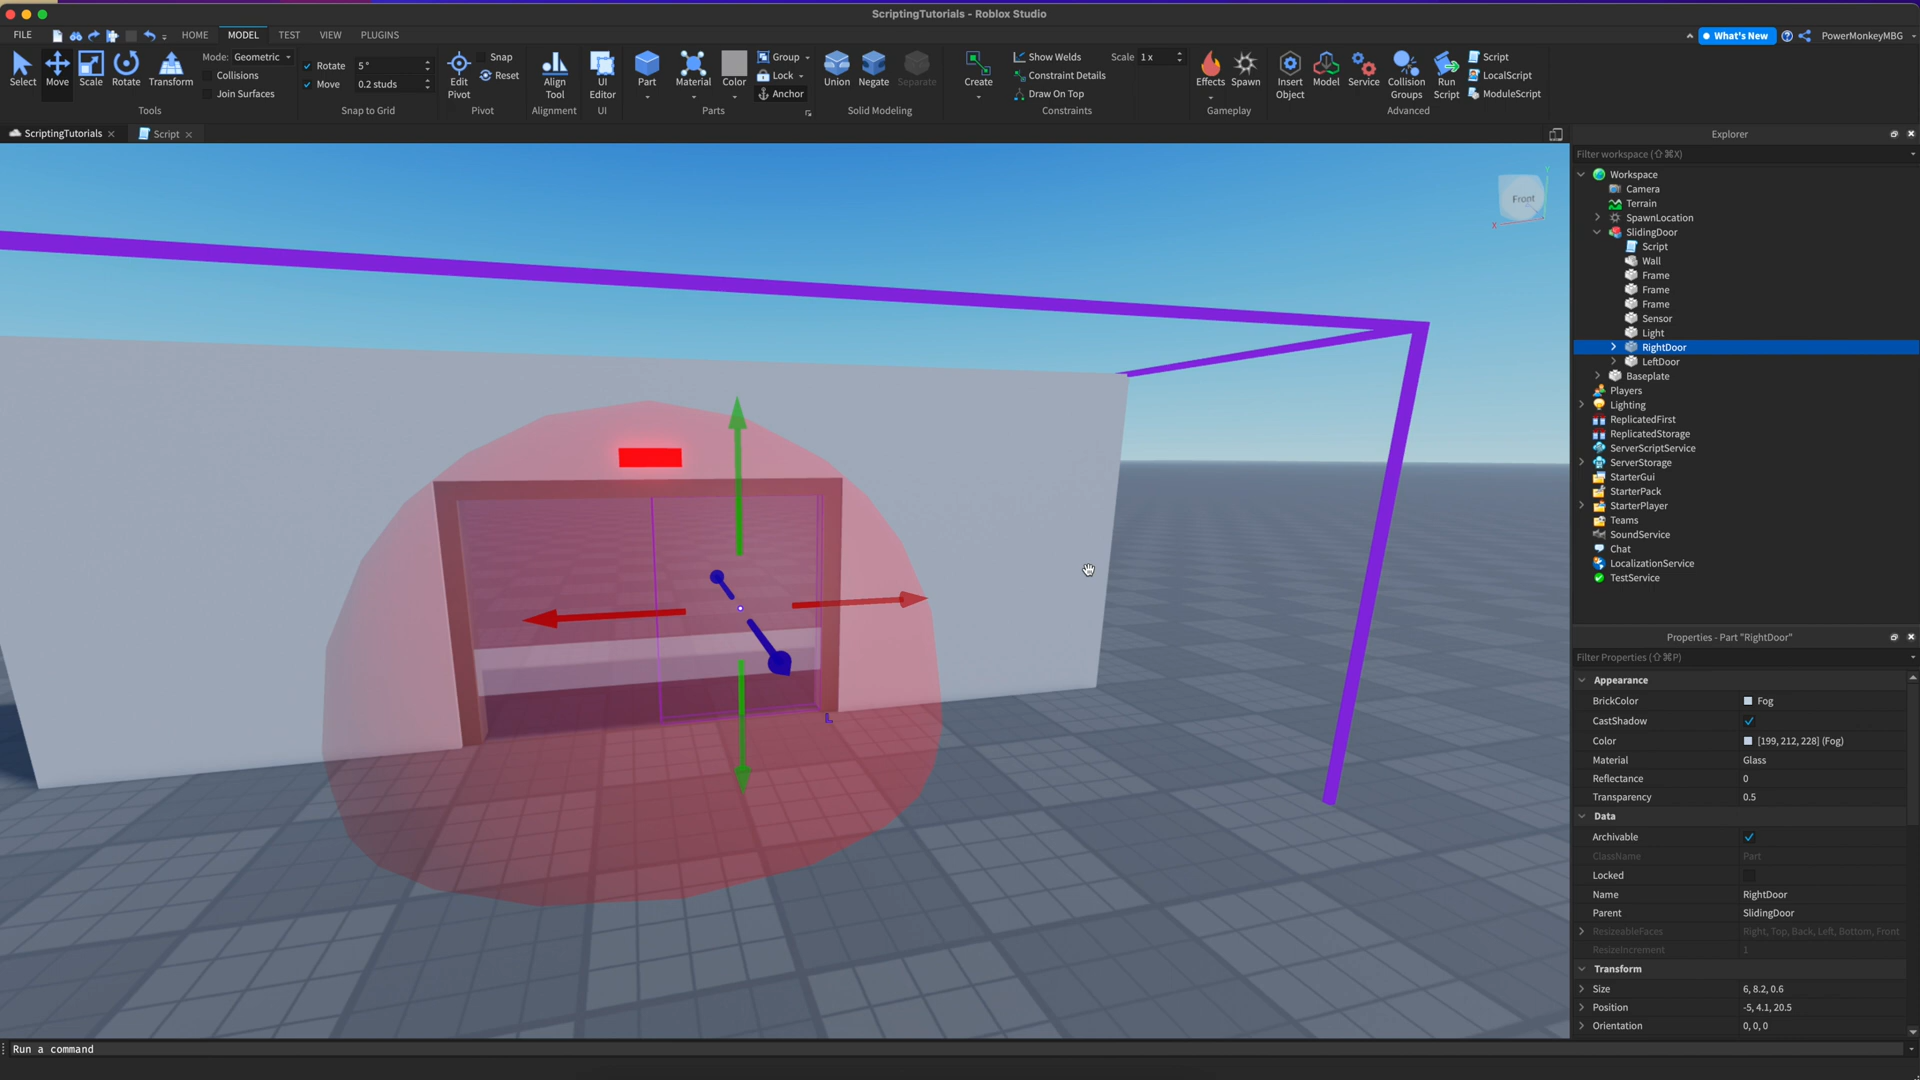 ScriptingTutorials - Roblox Studio
FILE HOME MODEL TEST VIEW PLUGINS
What's New PowerMonkeyMBG
Select Move Scale Rotate Transform
Mode: Geometric
Collisions
Join Surfaces
Tools
Rotate 5°
Move 0.2 studs
Snap to Grid
Edit Pivot
Snap
Reset
Pivot
Align Tool
Alignment
UI Editor
UI
Part Material Color
Group
Lock
Anchor
Parts
Union Negate Separate
Solid Modeling
Create
Show Welds
Constraint Details
Draw On Top
Scale 1 x
Constraints
Effects Spawn
Gameplay
Insert Object
Model
Service
Collision Groups
Run Script
Script
LocalScript
ModuleScript
Advanced
ScriptingTutorials
Script
Front
X
Explorer
Filter workspace (⇧⌘X)
Workspace
Camera
Terrain
SpawnLocation
SlidingDoor
Script
Wall
Frame
Frame
Frame
Sensor
Light
RightDoor
LeftDoor
Baseplate
Players
Lighting
ReplicatedFirst
ReplicatedStorage
ServerScriptService
ServerStorage
StarterGui
StarterPack
StarterPlayer
Teams
SoundService
Chat
LocalizationService
TestService
Properties - Part "RightDoor"
Filter Properties (⇧⌘P)
Appearance
BrickColor Fog
CastShadow
Color [199, 212, 228] (Fog)
Material Glass
Reflectance 0
Transparency 0.5
Data
Archivable
ClassName Part
Locked
Name RightDoor
Parent SlidingDoor
ResizeableFaces Right, Top, Back, Left, Bottom, Front
ResizeIncrement 1
Transform
Size 6, 8.2, 0.6
Position -5, 4.1, 20.5
Orientation 0, 0, 0
L
Run a command